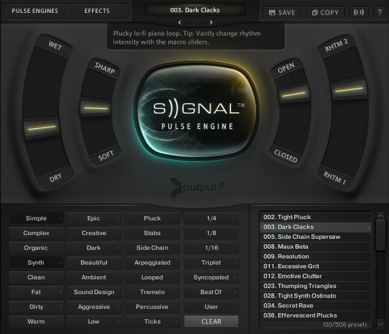 PULSE ENGINES
EFFECTS
003. Dark Clacks
SAVE
COPY
?
Plucky lo-fi piano loop. Tip: Vastly change rhythm
intensity with the macro sliders.
WET
DRY
SHARP
SOFT
SIGNAL™
PULSE ENGINE
OPEN
CLOSED
RHTM 2
RHTM 1
output
Simple Epic Pluck 1/4
Complex Creative Stabs 1/8
Organic Dark Side Chain 1/16
Synth Beautiful Arpeggiated Triplet
Clean Ambient Looped Syncopated
Fat Sound Design Tremelo Best Of
Dirty Aggressive Percussive User
Warm Low Ticks CLEAR
002. Tight Pluck
003. Dark Clacks
005. Side Chain Supersaw
008. Maux Beta
009. Resolution
011. Excessive Grit
012. Emotive Clutter
023. Thumping Triangles
028. Tight Synth Ostinato
034. Secret Rave
036. Effervescent Plucks
130/508 presets